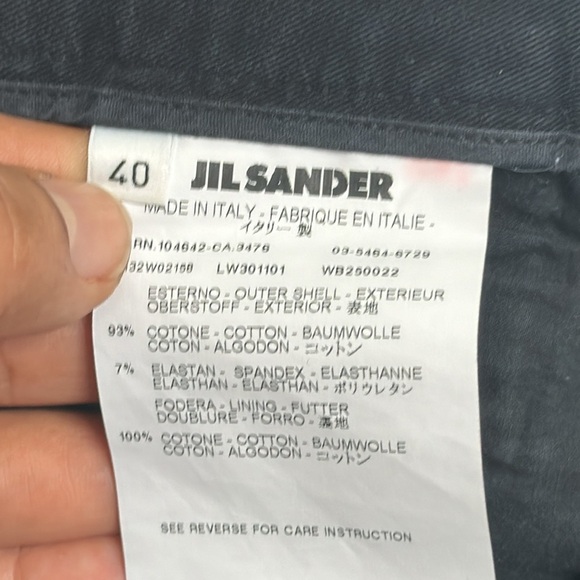 40
JIL SANDER
MADE IN ITALY - FABRIQUE EN ITALIE -
イタリー 製
RN.104642-CA.3476 03-5464-6729
32W02158 LW301101 WB250022
ESTERNO - OUTER SHELL - EXTERIEUR
OBERSTOFF - EXTERIOR - 表地
93% COTONE - COTTON - BAUMWOLLE
COTON - ALGODON - コットン
7% ELASTAN - SPANDEX - ELASTHANNE
ELASTHAN - ELASTHAN - ポリウレタン
FODERA - LINING - FUTTER
DOUBLURE - FORRO - 裏地
100% COTONE - COTTON - BAUMWOLLE
COTON - ALGODON - コットン
SEE REVERSE FOR CARE INSTRUCTION